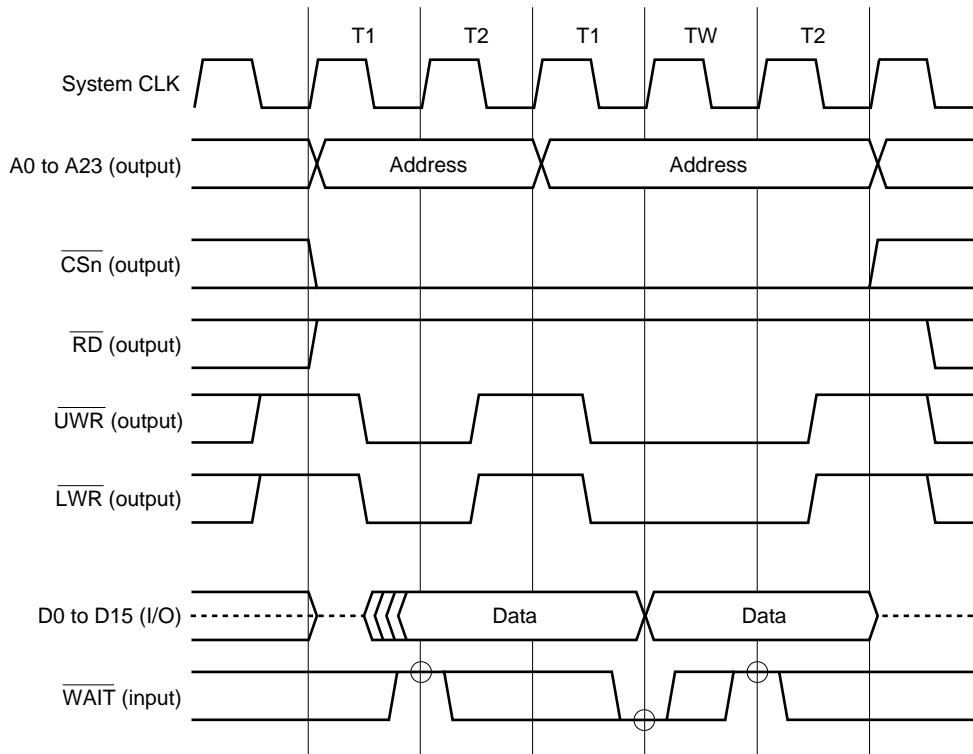 T1 T2 T1 TW T2
System CLK
A0 to A23 (output) Address Address
CSn (output)
RD (output)
UWR (output)
LWR (output)
D0 to D15 (I/O) Data Data
WAIT (input)